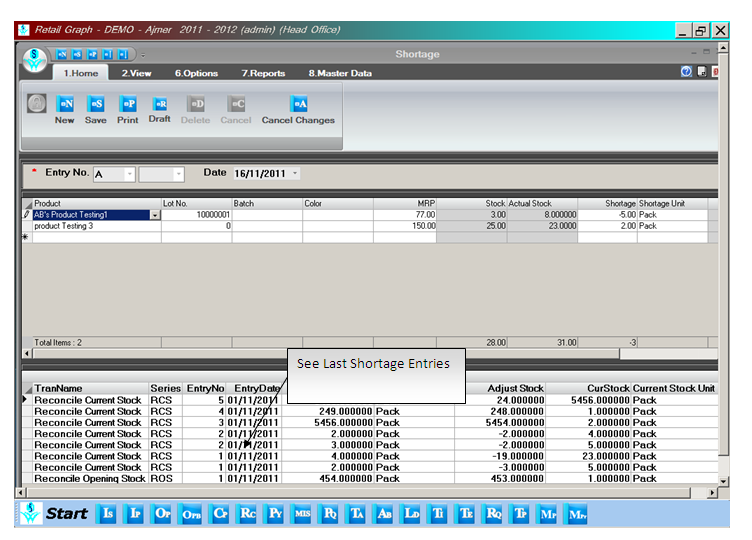 Retail Graph - DEMO - Ajmer 2011 - 2012 (admin) (Head Office)
Shortage
1.Home 2.View 6.Options 7.Reports 8.Master Data
New Save Print Draft Delete Cancel Cancel Changes
* Entry No. A Date 16/11/2011
Product Lot No. Batch Color MRP Stock Actual Stock Shortage Shortage Unit
AB's Product Testing1 10000001 77.00 3.00 8.000000 -5.00 Pack
product Testing 3 0 150.00 25.00 23.0000 2.00 Pack
Total Items : 2 28.00 31.00 -3
See Last Shortage Entries
TranName Series EntryNo EntryDate Adjust Stock CurStock Current Stock Unit
Reconcile Current Stock RCS 5 01/11/2011 24.000000 5456.000000 Pack
Reconcile Current Stock RCS 4 01/11/2011 249.000000 Pack 248.000000 1.000000 Pack
Reconcile Current Stock RCS 3 01/11/2011 5456.000000 Pack 5454.000000 2.000000 Pack
Reconcile Current Stock RCS 2 01/11/2011 2.000000 Pack -2.000000 4.000000 Pack
Reconcile Current Stock RCS 2 01/11/2011 3.000000 Pack -2.000000 5.000000 Pack
Reconcile Current Stock RCS 1 01/11/2011 4.000000 Pack -19.000000 23.000000 Pack
Reconcile Current Stock RCS 1 01/11/2011 2.000000 Pack -3.000000 5.000000 Pack
Reconcile Opening Stock ROS 1 01/11/2011 454.000000 Pack 453.000000 1.000000 Pack
Start Is Ir Or Orb Cr Rc Py MIS Pq Ta Ab Ld Ti Te Rq Tr Mr